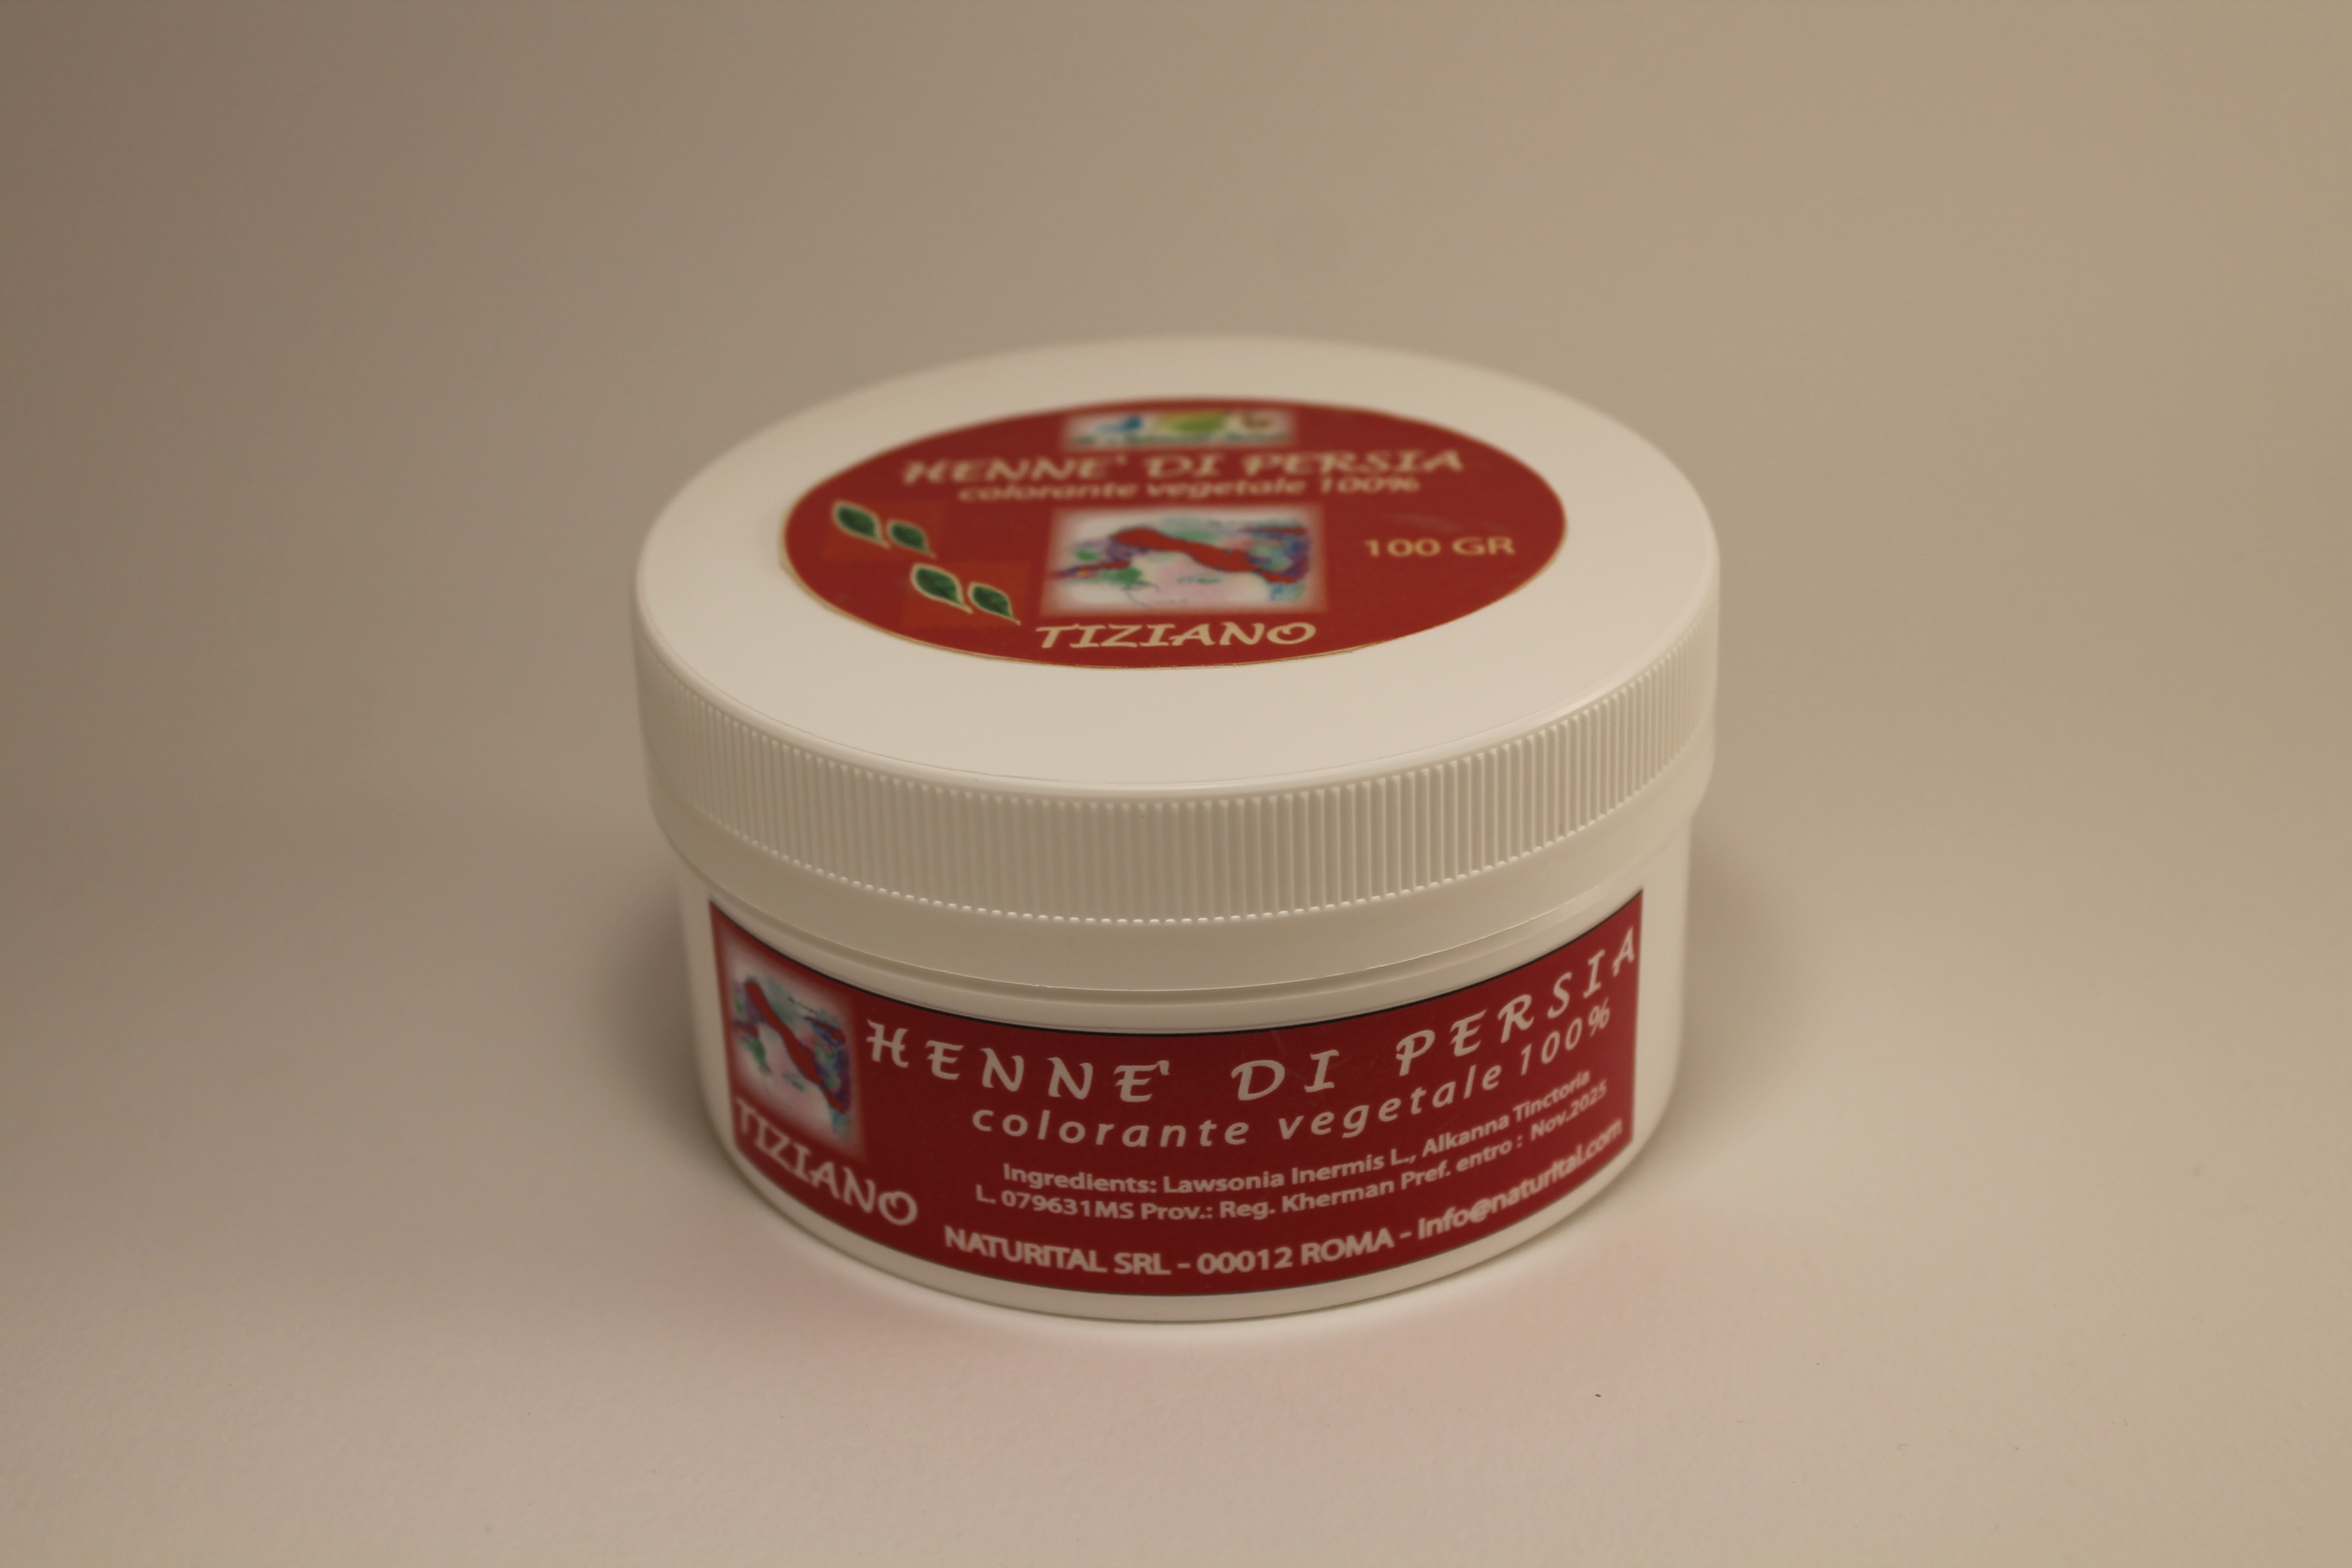 HENNE' DI PERSIA
colorante vegetale 100%
100 GR
TIZIANO
HENNE' DI PERSIA
colorante vegetale 100%
TIZIANO
Ingredients: Lawsonia Inermis L., Alkanna Tinctoria
L. 079631MS Prov.: Reg. Kherman Pref. entro : Nov.2025
NATURITAL SRL - 00012 ROMA - Info@naturital.com